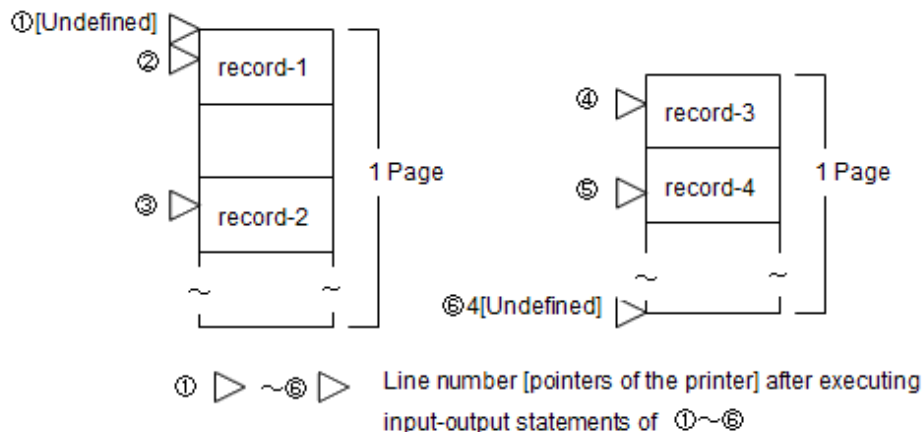 ①[Undefined]
②
record-1
③
record-2
1 Page
④
record-3
⑤
record-4
1 Page
～ ～
～ ～
⑥4[Undefined]
① ▷ ～⑥ ▷ Line number [pointers of the printer] after executing
input-output statements of ①～⑥